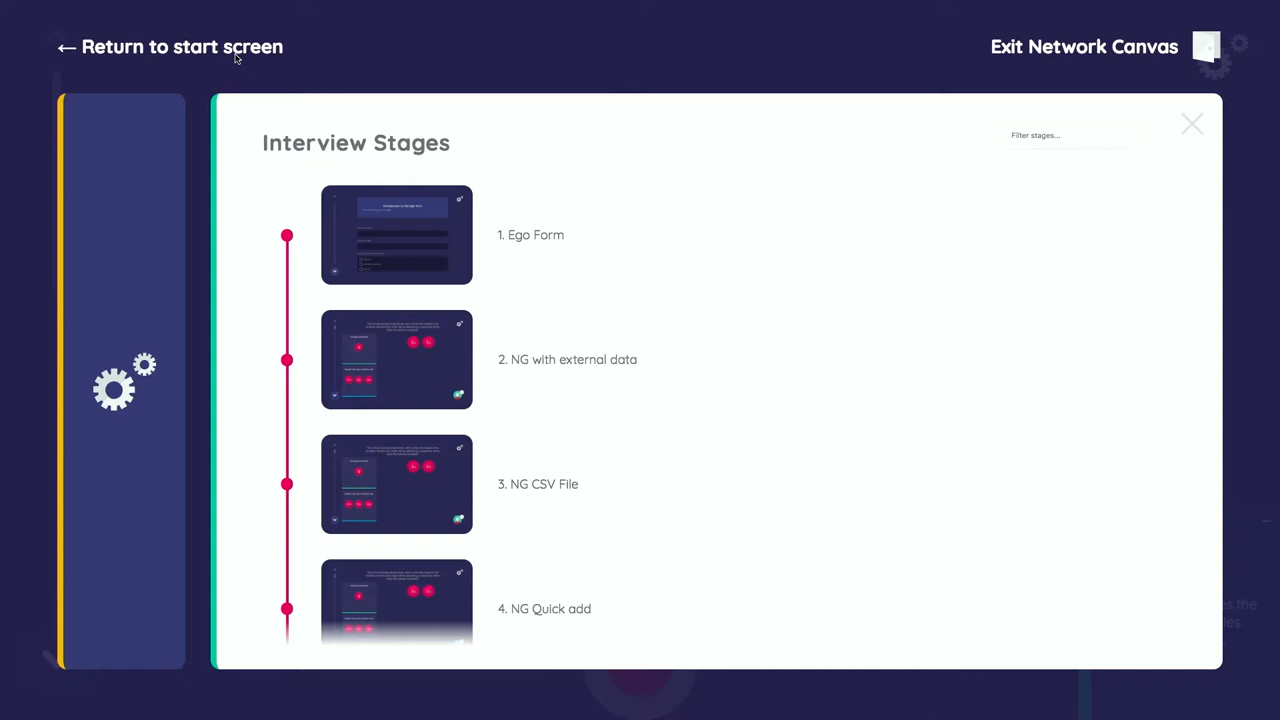 ← Return to start screen
Exit Network Canvas
Interview Stages
Filter stages...
1. Ego Form
2. NG with external data
3. NG CSV File
4. NG Quick add